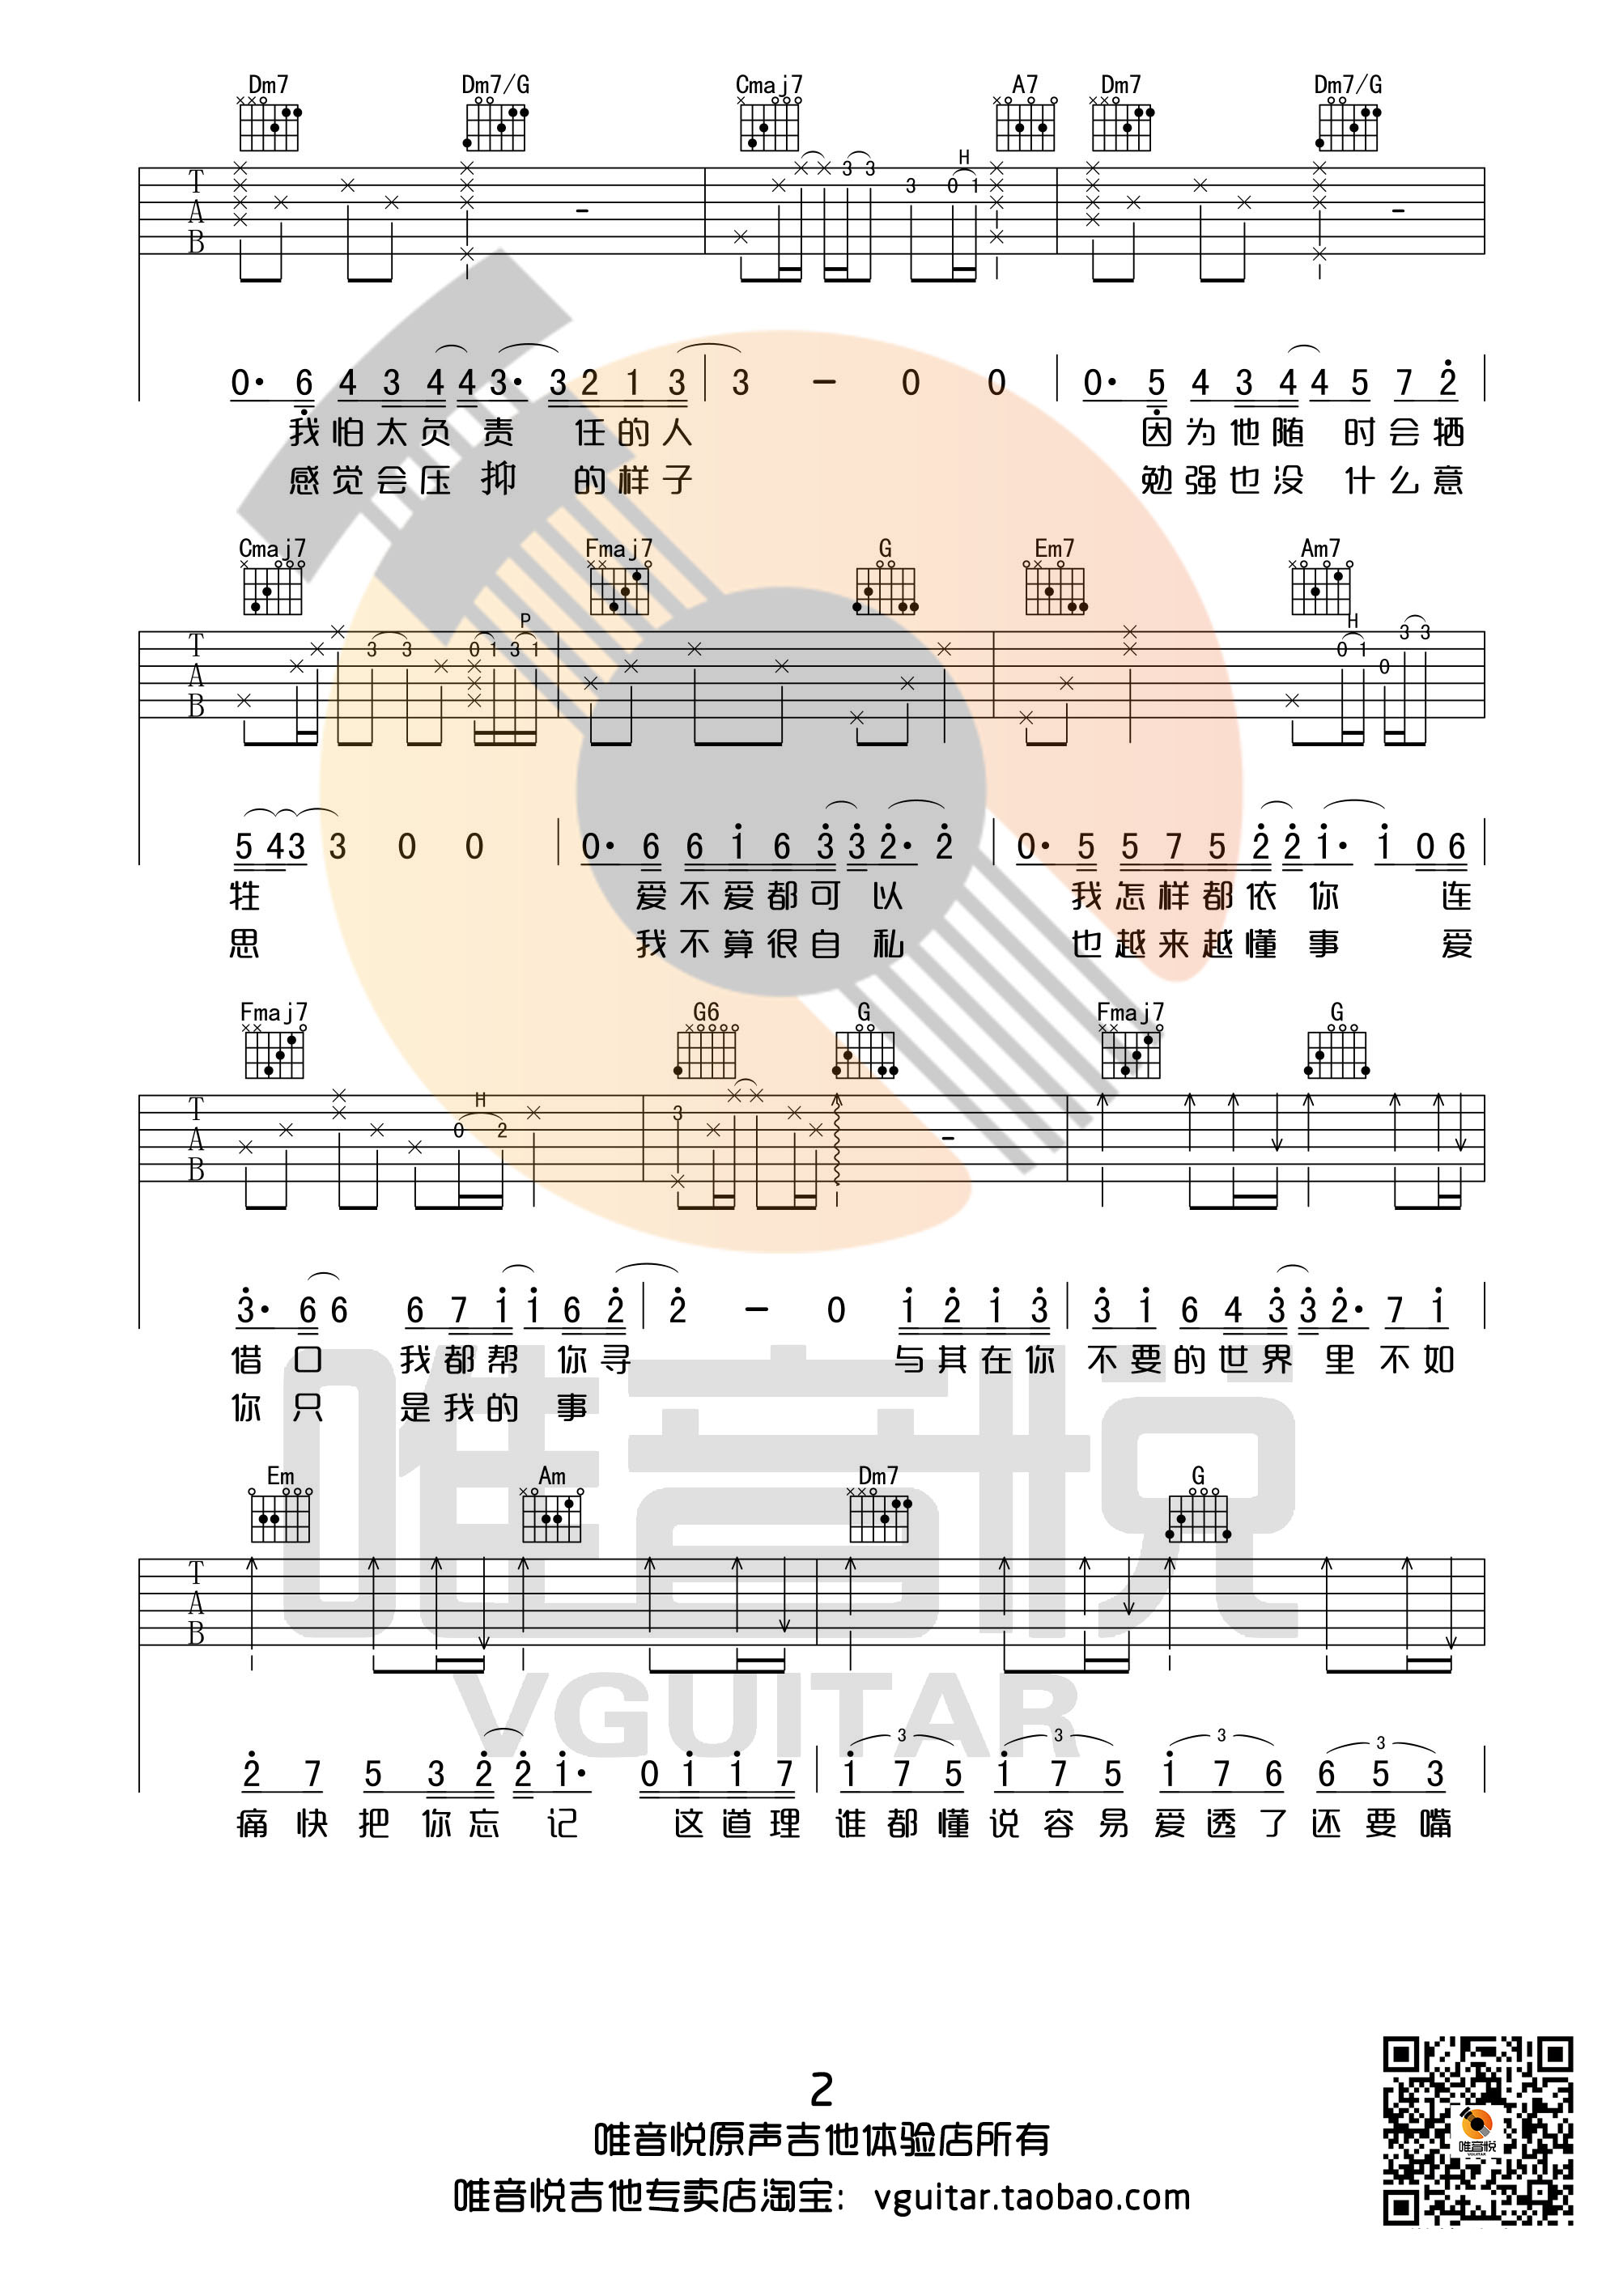 Dm7 Dm7/G Cmaj7 A7 Dm7 Dm7/G
H
T A B 3 3 3 0 1
0· 6 4 3 4 4 3· 3 2 1 3 3 — 0 0 0· 5 4 3 4 4 5 7 2
我怕太负责 任的人 因为他随 时会牺
感觉会压抑 的样子 勉强也没 什么意
Cmaj7 Fmaj7 G Em7 Am7
P H
T A B 3 3 0 1 3 1 0 1 0 3 3
5 4 3 3 0 0 0· 6 6 1 6 3 3 2· 2 0· 5 5 7 5 2 2 1· 1 0 6
牲 爱不爱都可以 我怎样都依你 连
思 我不算很自私 也越来越懂事 爱
Fmaj7 G6 G Fmaj7 G
H
T A B 0 2 3
3· 6 6 6 7 1 1 6 2 2 — 0 1 2 1 3 3 1 6 4 3 3 2· 7 1
借口 我都帮 你寻 与其在你 不要的世界 里不如
你只 是我的 事
Em Am Dm7 G
T A B
3 3 3 3
2 7 5 3 2 2 1· 0 1 1 7 1 7 5 1 7 5 1 7 6 6 5 3
痛快把你忘 记 这道理 谁都懂说容易爱透了还要嘴
唯音悦
VGUITAR
2
唯音悦原声吉他体验店所有
唯音悦吉他专卖店淘宝：vguitar.taobao.com
唯音悦
VGUITAR